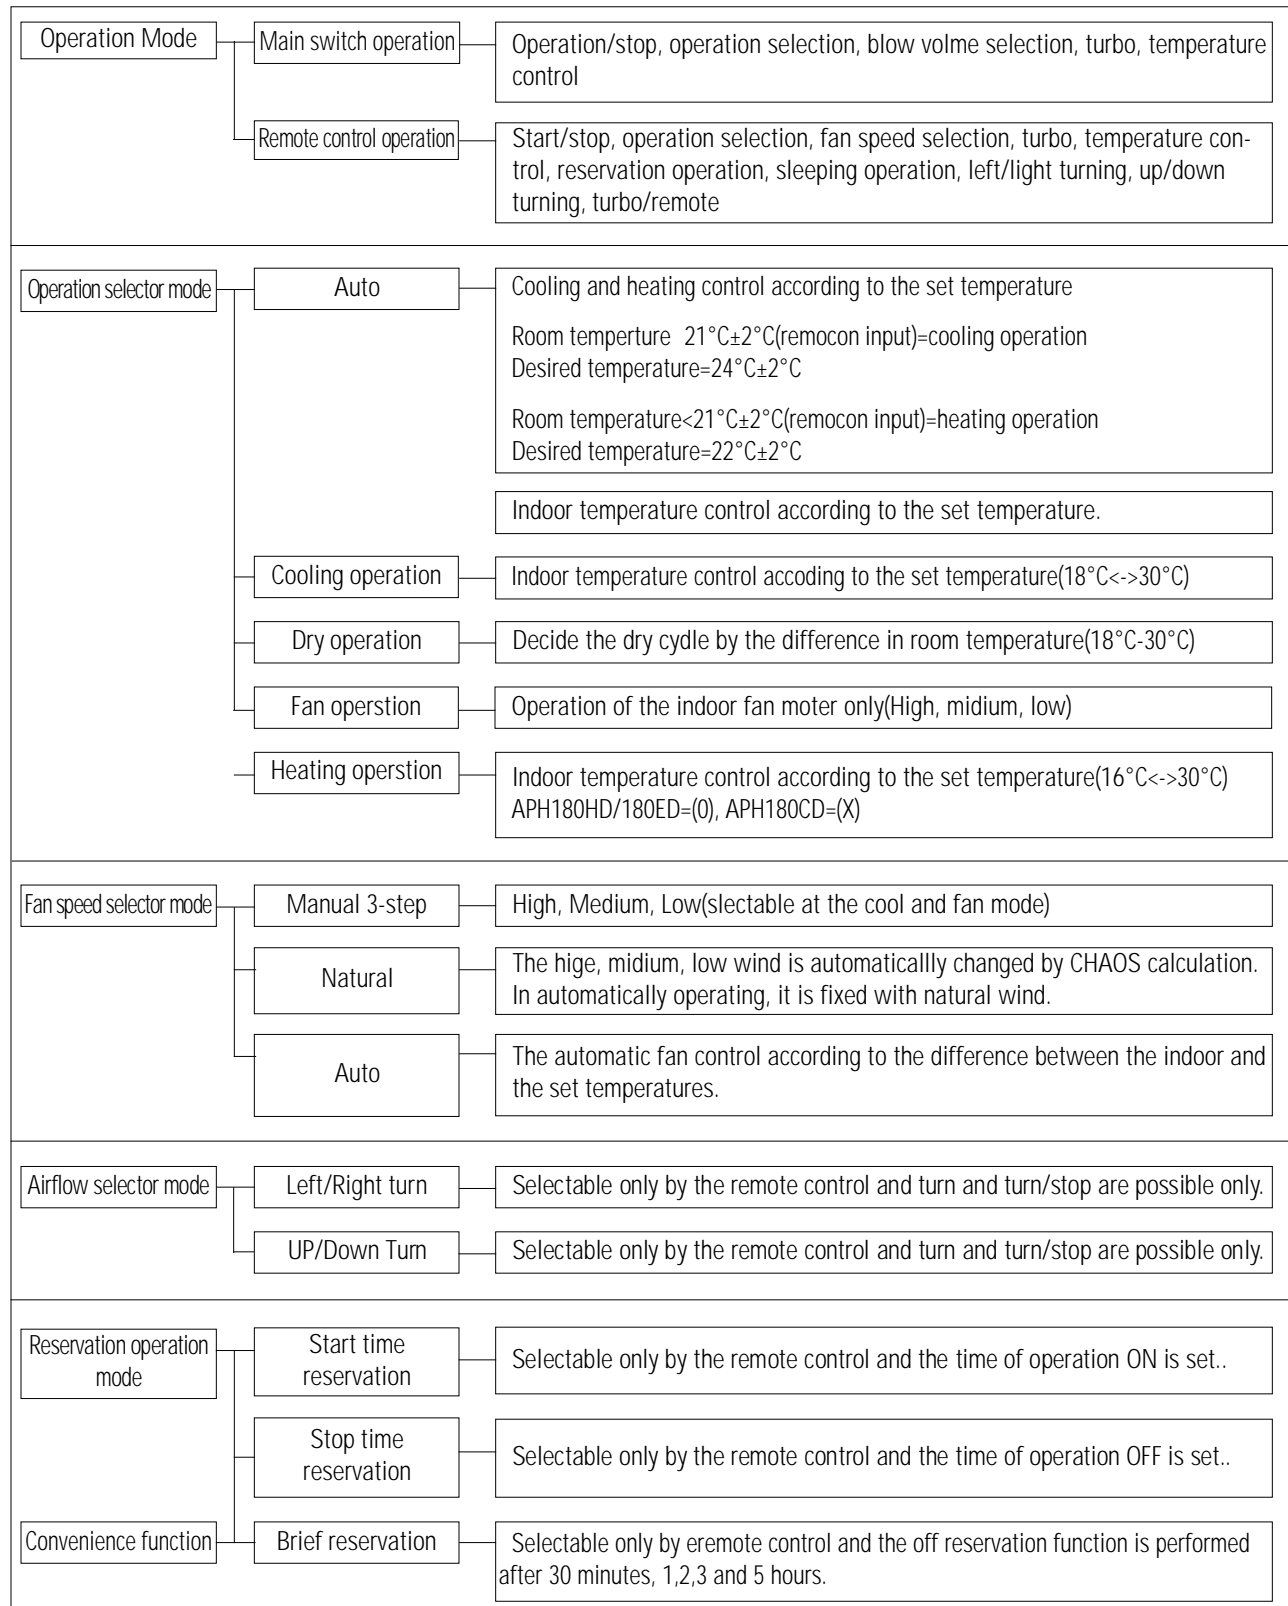 Operation Mode
Main switch operation
Operation/stop, operation selection, blow volme selection, turbo, temperature
control
Remote control operation
Start/stop, operation selection, fan speed selection, turbo, temperature con-
trol, reservation operation, sleeping operation, left/light turning, up/down
turning, turbo/remote
Operation selector mode
Auto
Cooling and heating control according to the set temperature
Room temperture 21°C±2°C(remocon input)=cooling operation
Desired temperature=24°C±2°C
Room temperature<21°C±2°C(remocon input)=heating operation
Desired temperature=22°C±2°C
Indoor temperature control according to the set temperature.
Cooling operation
Indoor temperature control accoding to the set temperature(18°C<->30°C)
Dry operation
Decide the dry cydle by the difference in room temperature(18°C-30°C)
Fan operstion
Operation of the indoor fan moter only(High, midium, low)
Heating operstion
Indoor temperature control according to the set temperature(16°C<->30°C)
APH180HD/180ED=(0), APH180CD=(X)
Fan speed selector mode
Manual 3-step
High, Medium, Low(slectable at the cool and fan mode)
Natural
The hige, midium, low wind is automaticallly changed by CHAOS calculation.
In automatically operating, it is fixed with natural wind.
Auto
The automatic fan control according to the difference between the indoor and
the set temperatures.
Airflow selector mode
Left/Right turn
Selectable only by the remote control and turn and turn/stop are possible only.
UP/Down Turn
Selectable only by the remote control and turn and turn/stop are possible only.
Reservation operation
mode
Start time
reservation
Selectable only by the remote control and the time of operation ON is set..
Stop time
reservation
Selectable only by the remote control and the time of operation OFF is set..
Convenience function
Brief reservation
Selectable only by eremote control and the off reservation function is performed
after 30 minutes, 1,2,3 and 5 hours.